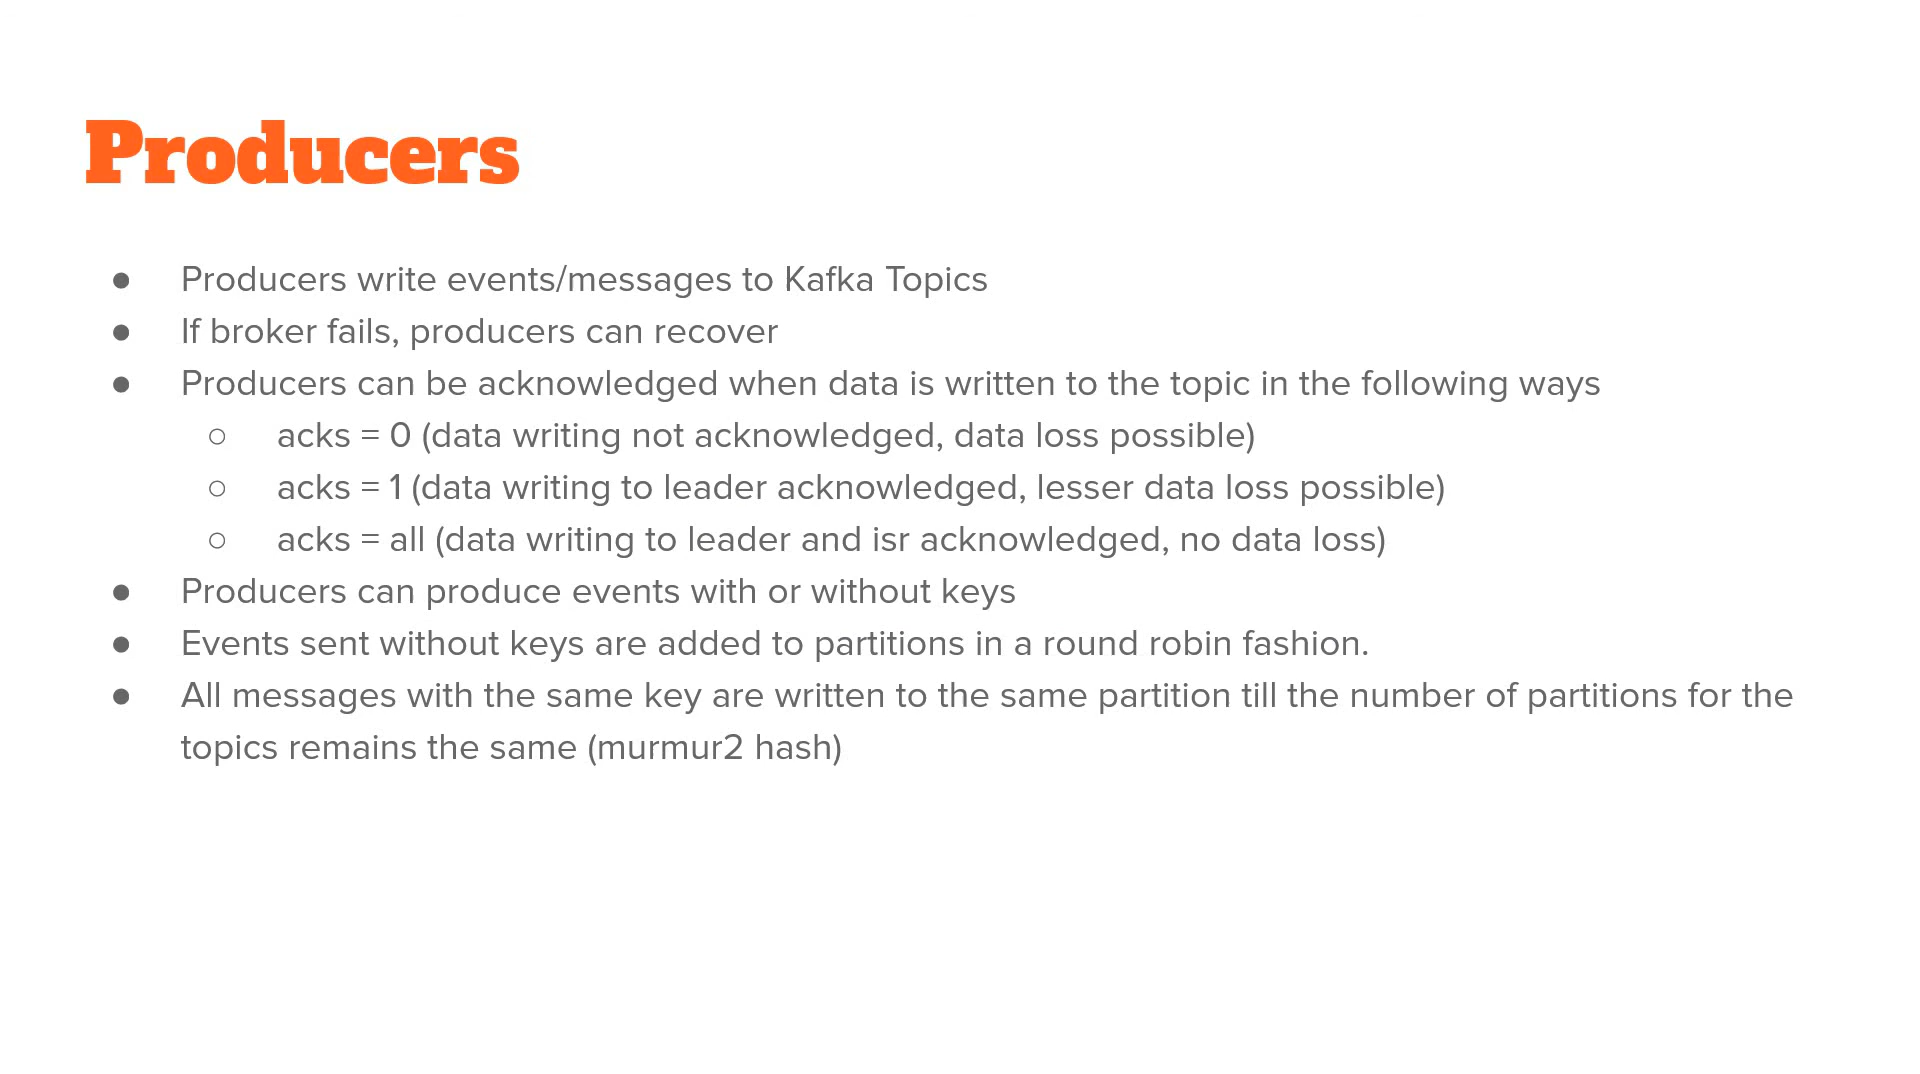 Producers
● Producers write events/messages to Kafka Topics
● If broker fails, producers can recover
● Producers can be acknowledged when data is written to the topic in the following ways
○ acks = 0 (data writing not acknowledged, data loss possible)
○ acks = 1 (data writing to leader acknowledged, lesser data loss possible)
○ acks = all (data writing to leader and isr acknowledged, no data loss)
● Producers can produce events with or without keys
● Events sent without keys are added to partitions in a round robin fashion.
● All messages with the same key are written to the same partition till the number of partitions for the
topics remains the same (murmur2 hash)